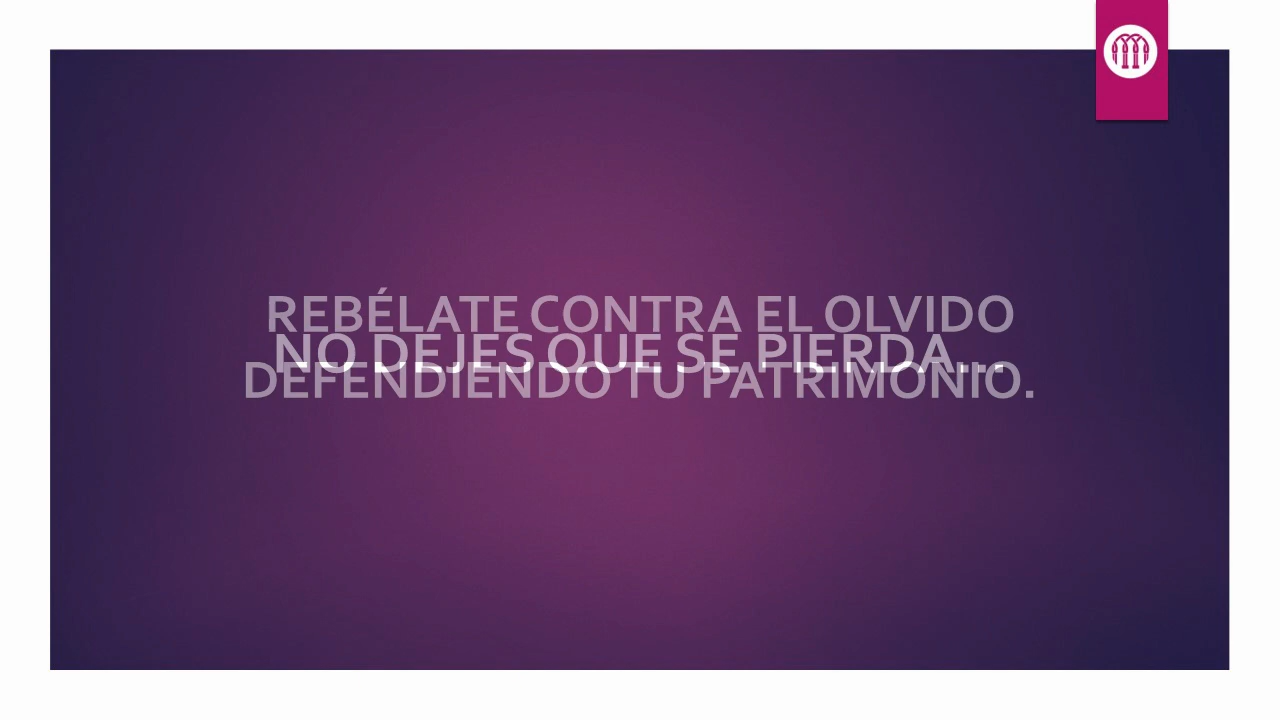 REBÉLATE CONTRA EL OLVIDO
NO DEJES QUE SE PIERDA...
DEFENDIENDO TU PATRIMONIO.